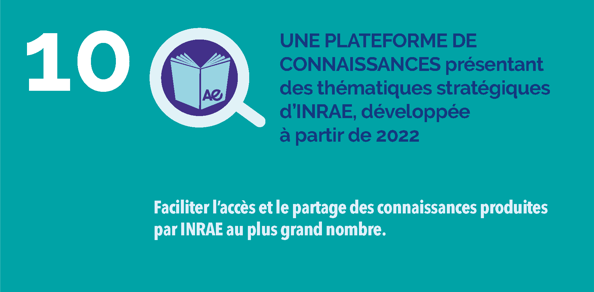 10
UNE PLATEFORME DE
CONNAISSANCES présentant
des thématiques stratégiques
d'INRAE, développée
à partir de 2022
Faciliter l'accès et le partage des connaissances produites
par INRAE au plus grand nombre.